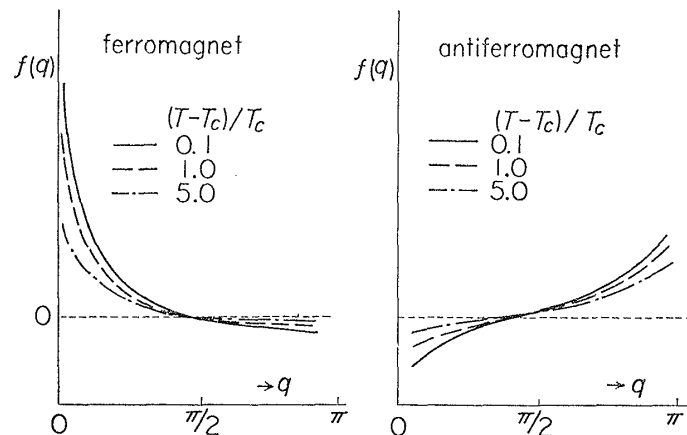 ferromagnet
f(q)
(T-Tc)/Tc
0.1
1.0
5.0
0
→q
0
π/2
π
antiferromagnet
f(q)
(T-Tc)/Tc
0.1
1.0
5.0
→q
0
π/2
π